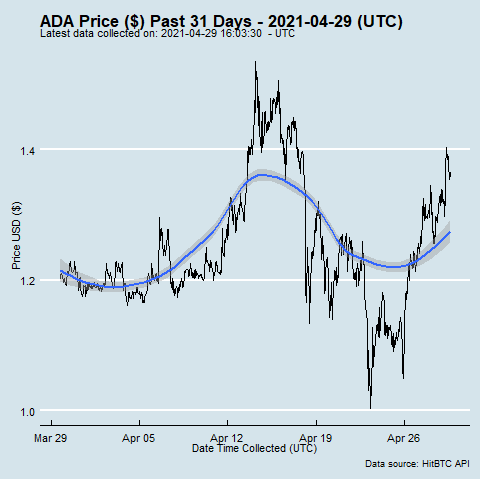 ADA Price ($) Past 31 Days - 2021-04-29 (UTC)
Latest data collected on: 2021-04-29 16:03:30  - UTC
Price USD ($)
1.4
1.2
1.0
Mar 29 Apr 05 Apr 12 Apr 19 Apr 26
Date Time Collected (UTC)
Data source: HitBTC API